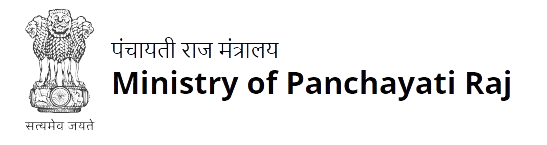 पंचायती राज मंत्रालय
Ministry of Panchayati Raj
सत्यमेव जयते